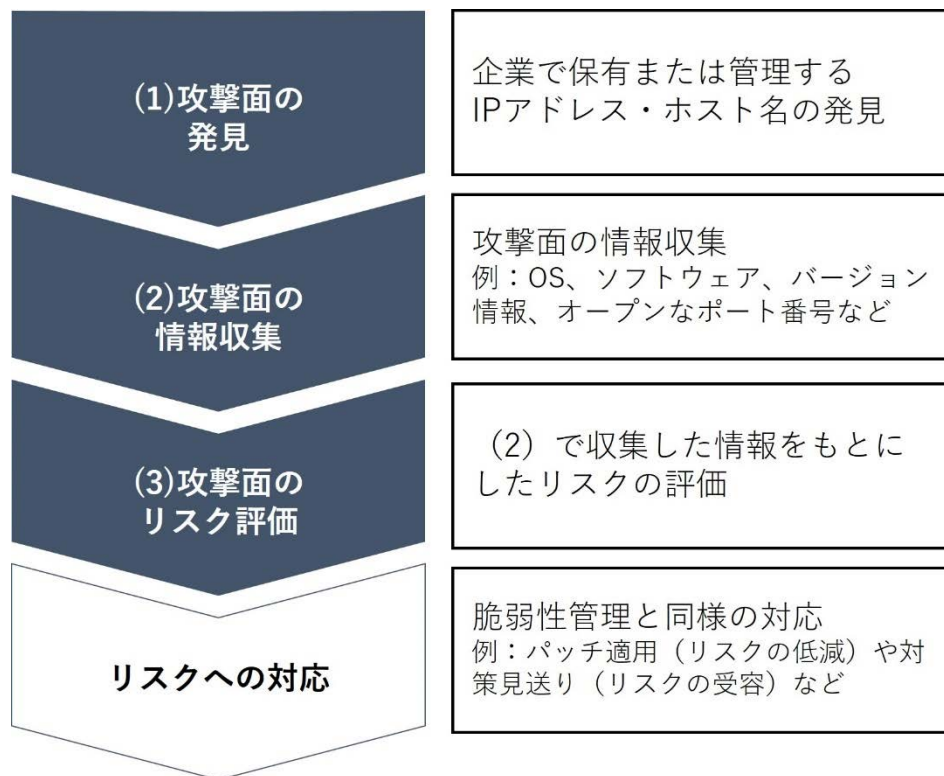 (1)攻撃面の
発見
企業で保有または管理する
IPアドレス・ホスト名の発見
(2)攻撃面の
情報収集
攻撃面の情報収集
例：OS、ソフトウェア、バージョン
情報、オープンなポート番号など
(3)攻撃面の
リスク評価
（2）で収集した情報をもとに
したリスクの評価
リスクへの対応
脆弱性管理と同様の対応
例：パッチ適用（リスクの低減）や対
策見送り（リスクの受容）など